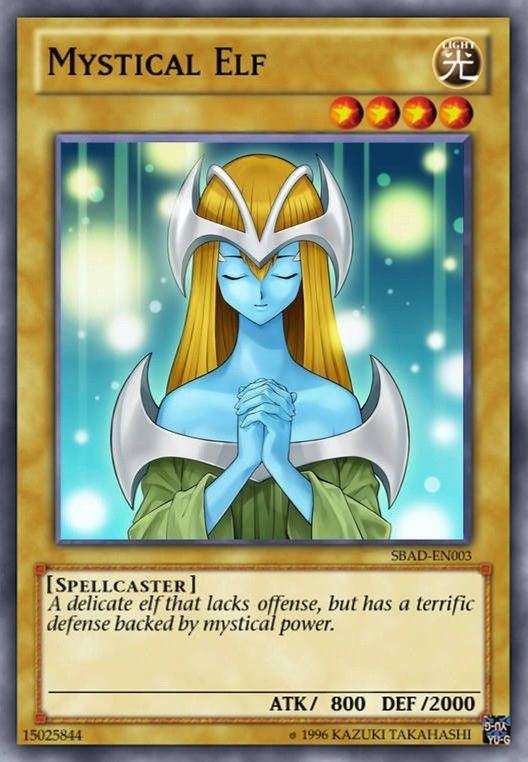 MYSTICAL ELF
LIGHT
光
SBAD-EN003
[SPELLCASTER]
A delicate elf that lacks offense, but has a terrific
defense backed by mystical power.
ATK/ 800 DEF/2000
15025844
© 1996 KAZUKI TAKAHASHI